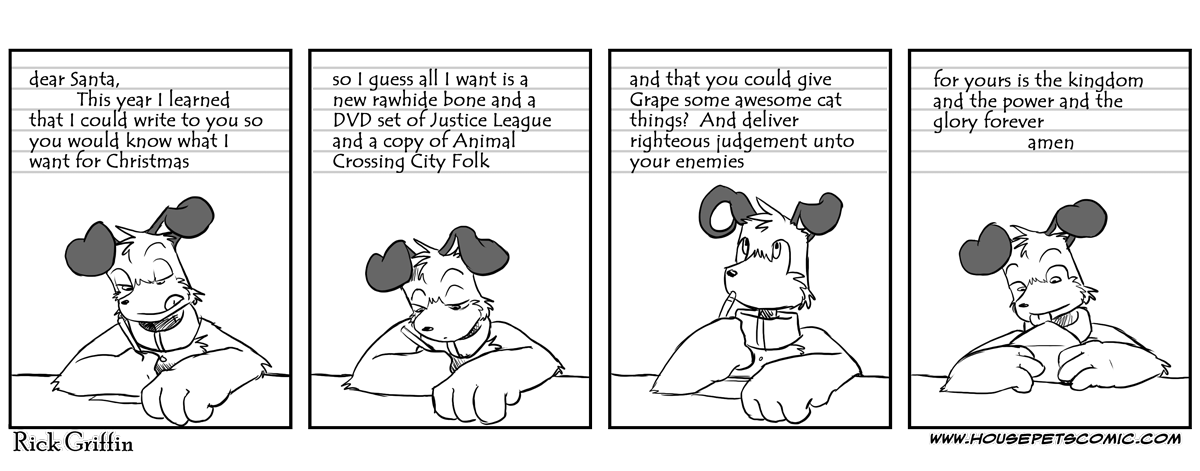 dear Santa,
This year I learned
that I could write to you so
you would know what I
want for Christmas
so I guess all I want is a
new rawhide bone and a
DVD set of Justice League
and a copy of Animal
Crossing City Folk
and that you could give
Grape some awesome cat
things? And deliver
righteous judgement unto
your enemies
for yours is the kingdom
and the power and the
glory forever
amen
Rick Griffin
WWW.HOUSEPETSCOMIC.COM